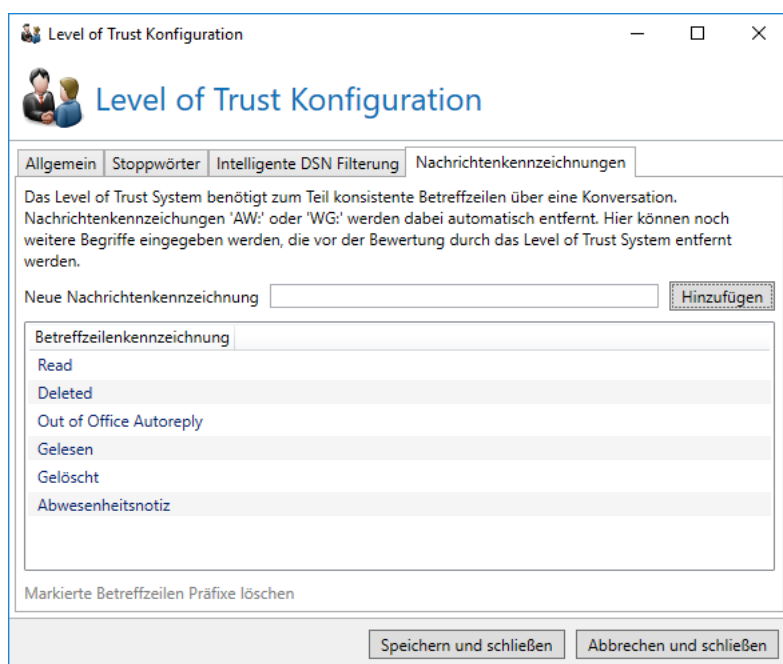 Level of Trust Konfiguration
Level of Trust Konfiguration
Allgemein Stoppwörter Intelligente DSN Filterung Nachrichtenkennzeichnungen
Das Level of Trust System benötigt zum Teil konsistente Betreffzeilen über eine Konversation.
Nachrichtenkennzeichungen 'AW:' oder 'WG:' werden dabei automatisch entfernt. Hier können noch
weitere Begriffe eingegeben werden, die vor der Bewertung durch das Level of Trust System entfernt
werden.
Neue Nachrichtenkennzeichnung Hinzufügen
Betreffzeilenkennzeichnung
Read
Deleted
Out of Office Autoreply
Gelesen
Gelöscht
Abwesenheitsnotiz
Markierte Betreffzeilen Präfixe löschen
Speichern und schließen Abbrechen und schließen